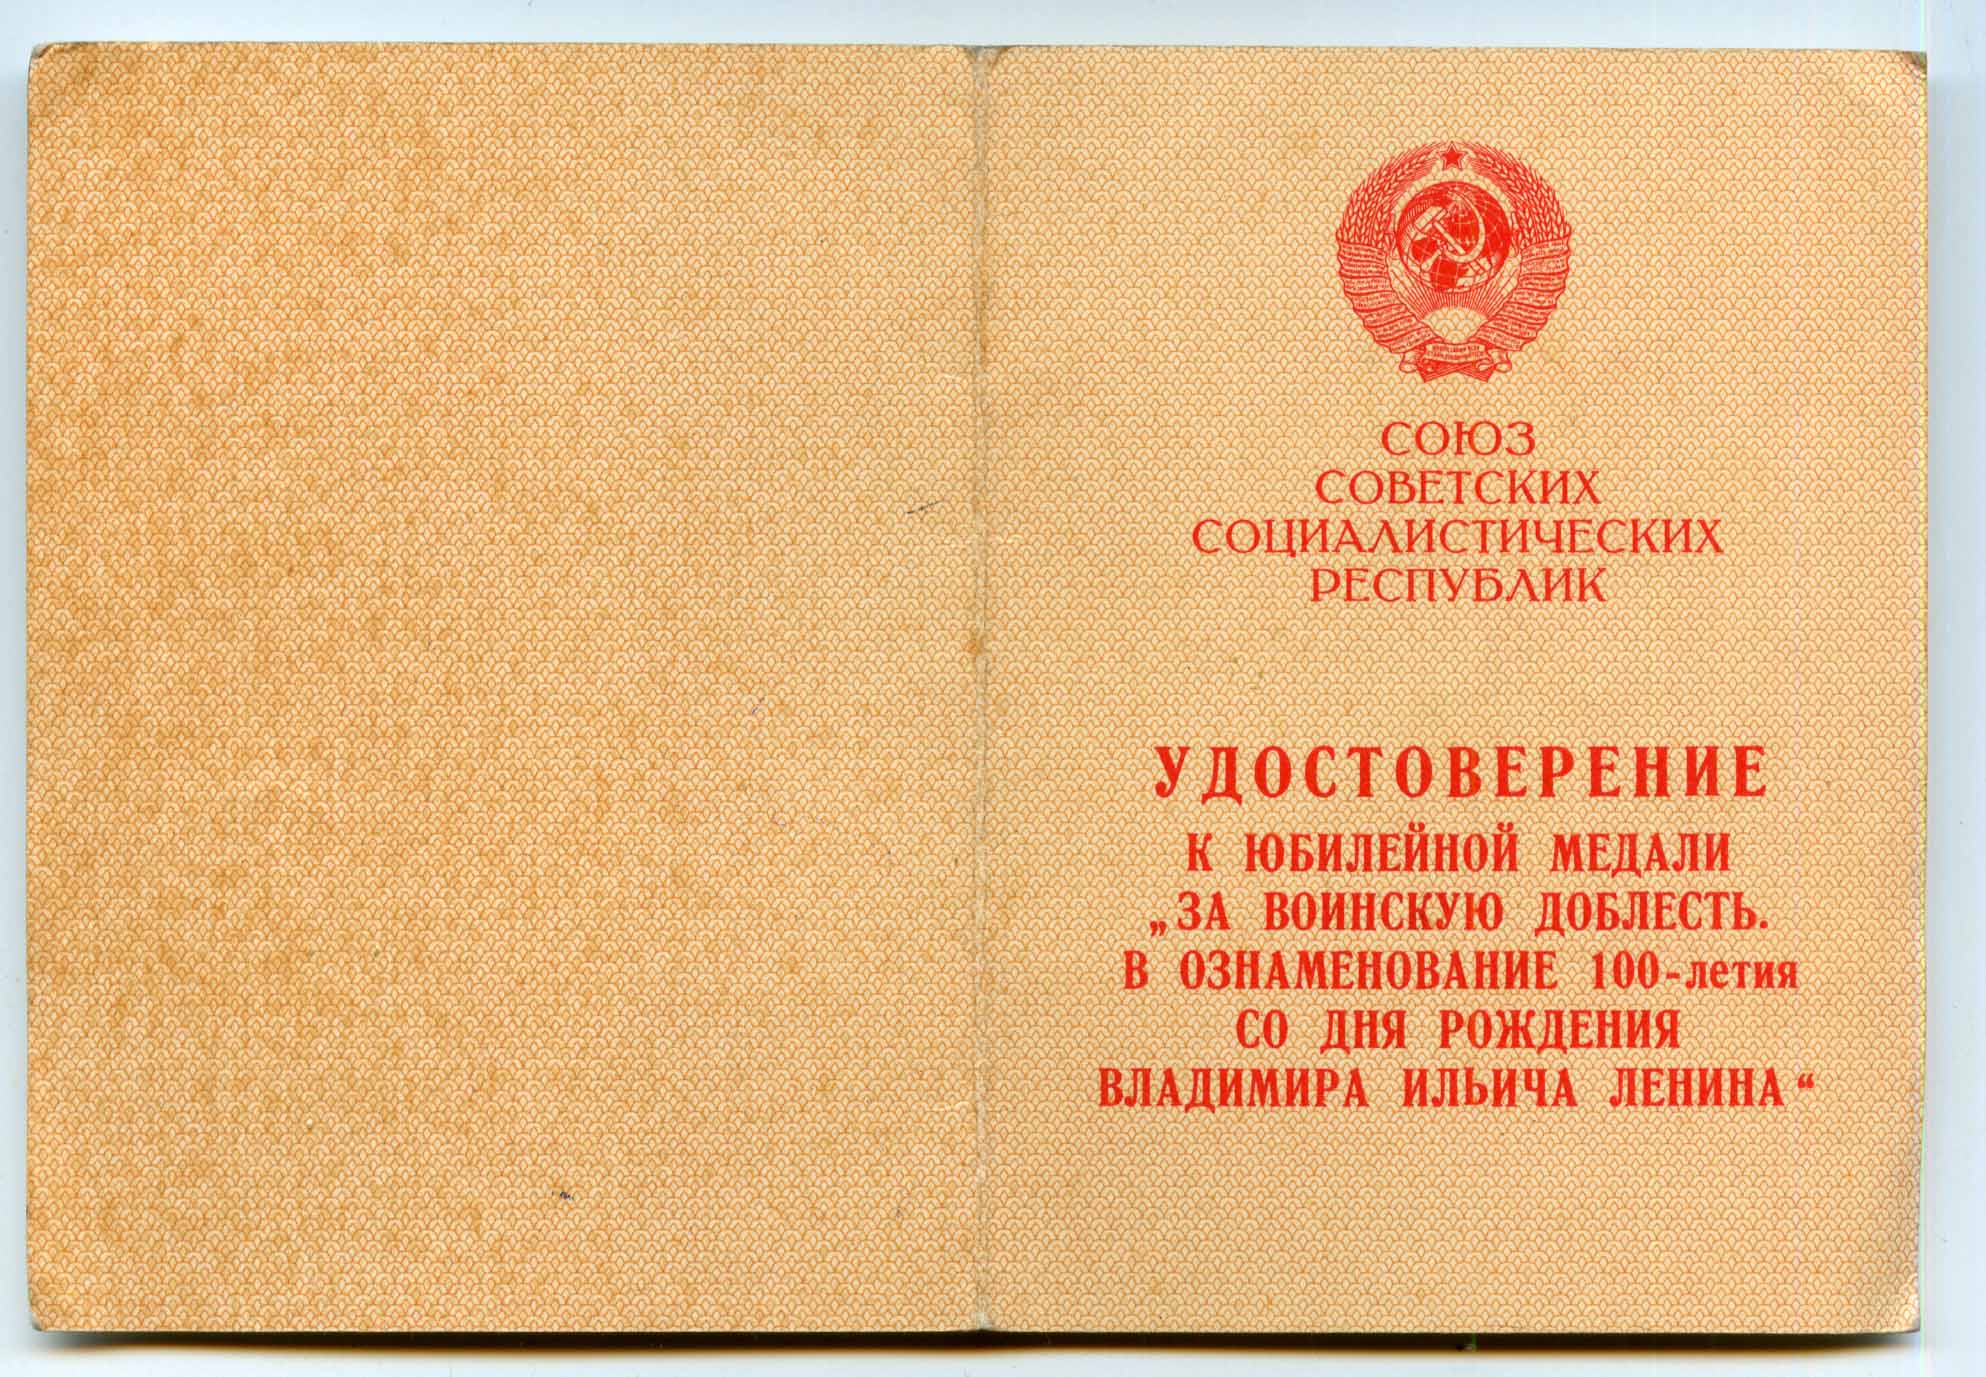 СОЮЗ
СОВЕТСКИХ
СОЦИАЛИСТИЧЕСКИХ
РЕСПУБЛИК
УДОСТОВЕРЕНИЕ
К ЮБИЛЕЙНОЙ МЕДАЛИ
„ЗА ВОИНСКУЮ ДОБЛЕСТЬ.
В ОЗНАМЕНОВАНИЕ 100-летия
СО ДНЯ РОЖДЕНИЯ
ВЛАДИМИРА ИЛЬИЧА ЛЕНИНА“